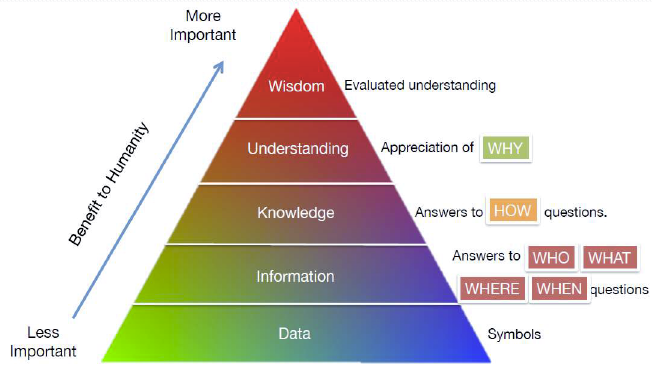 More
Important
Wisdom Evaluated understanding
Understanding Appreciation of WHY
Benefit to Humanity
Knowledge Answers to HOW questions.
Answers to WHO WHAT
Information WHERE WHEN questions
Less
Important
Data Symbols